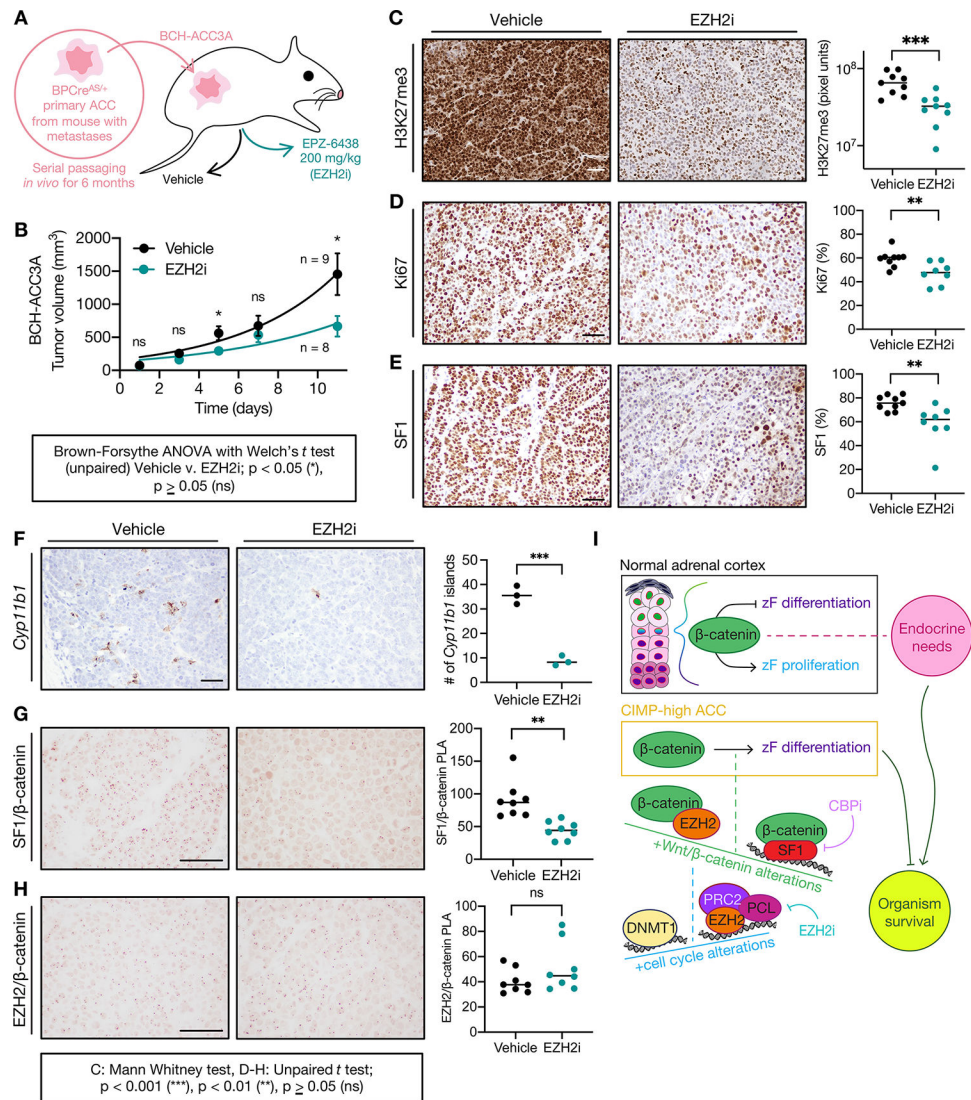 A
BCH-ACC3A
BPCre^AS/+
primary ACC
from mouse with
metastases
Serial passaging
in vivo for 6 months
Vehicle
EPZ-6438
200 mg/kg
(EZH2i)
B
BCH-ACC3A
Tumor volume (mm³)
2000
1500
1000
500
0
Vehicle
EZH2i
ns
ns
*
ns
*
n = 9
n = 8
0 2 4 6 8 10
Time (days)
Brown-Forsythe ANOVA with Welch's t test
(unpaired) Vehicle v. EZH2i; p < 0.05 (*),
p ≥ 0.05 (ns)
C
Vehicle
EZH2i
H3K27me3
H3K27me3 (pixel units)
***
10⁸
10⁷
Vehicle EZH2i
D
Ki67
Ki67 (%)
**
100
80
60
40
20
0
Vehicle EZH2i
E
SF1
SF1 (%)
**
100
80
60
40
20
0
Vehicle EZH2i
F
Vehicle
EZH2i
Cyp11b1
# of Cyp11b1 islands
***
50
40
30
20
10
0
Vehicle EZH2i
G
SF1/β-catenin
SF1/β-catenin PLA
**
200
150
100
50
0
Vehicle EZH2i
H
EZH2/β-catenin
EZH2/β-catenin PLA
ns
100
80
60
40
20
0
Vehicle EZH2i
C: Mann Whitney test, D-H: Unpaired t test;
p < 0.001 (***), p < 0.01 (**), p ≥ 0.05 (ns)
I
Normal adrenal cortex
zF differentiation
β-catenin
zF proliferation
Endocrine
needs
CIMP-high ACC
β-catenin
zF differentiation
β-catenin
EZH2
CBPi
β-catenin
SF1
+Wnt/β-catenin alterations
PRC2
PCL
EZH2
DNMT1
EZH2i
+cell cycle alterations
Organism
survival